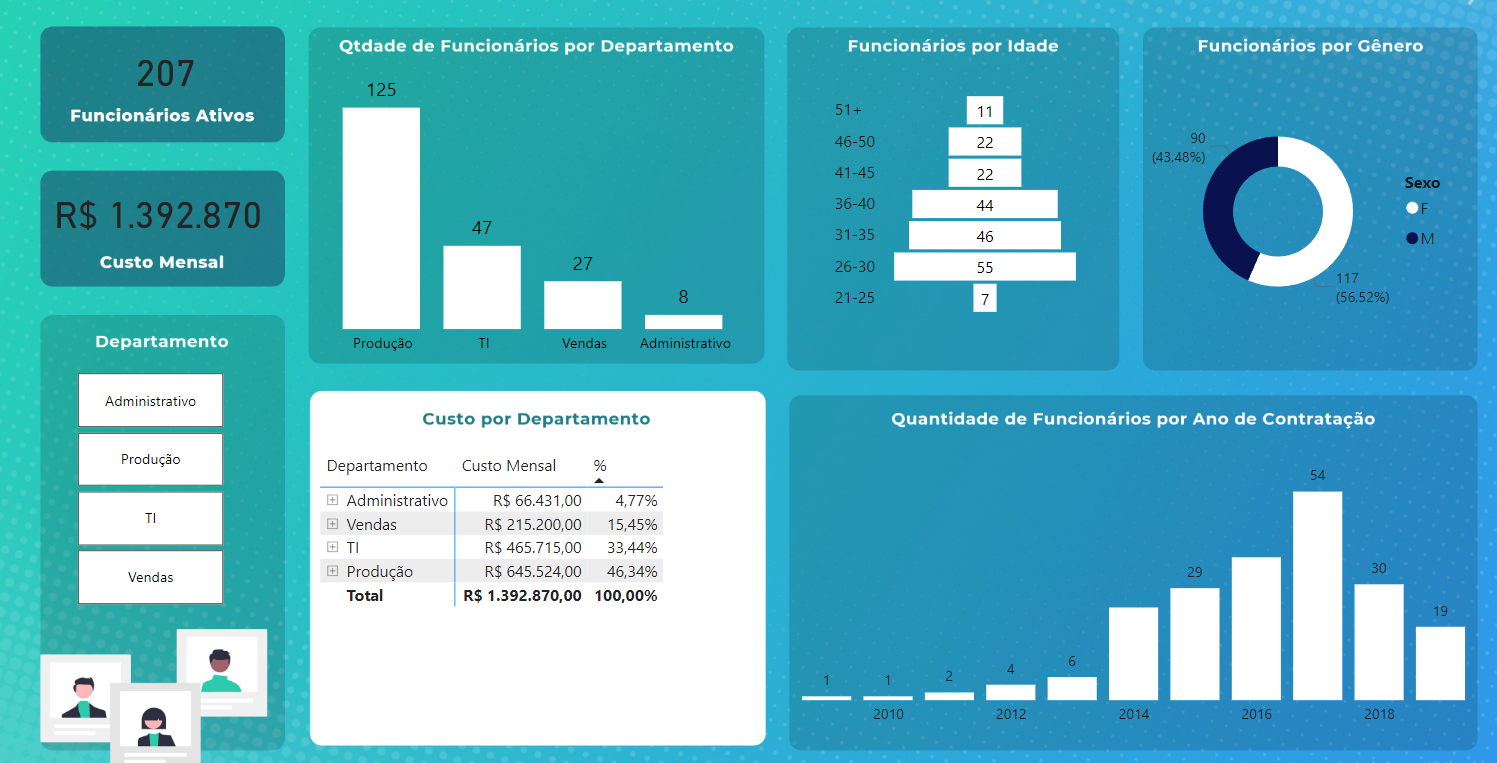 207
Funcionários Ativos
R$ 1.392.870
Custo Mensal
Departamento
Administrativo
Produção
TI
Vendas
Qtdade de Funcionários por Departamento
125
47
27
8
Produção TI Vendas Administrativo
Funcionários por Idade
51+ 11
46-50 22
41-45 22
36-40 44
31-35 46
26-30 55
21-25 7
Funcionários por Gênero
90
(43,48%)
117
(56,52%)
Sexo
F
M
Custo por Departamento
Departamento Custo Mensal %
Administrativo R$ 66.431,00 4,77%
Vendas R$ 215.200,00 15,45%
TI R$ 465.715,00 33,44%
Produção R$ 645.524,00 46,34%
Total R$ 1.392.870,00 100,00%
Quantidade de Funcionários por Ano de Contratação
1 1 2 4 6 29 54 30 19
2010 2012 2014 2016 2018